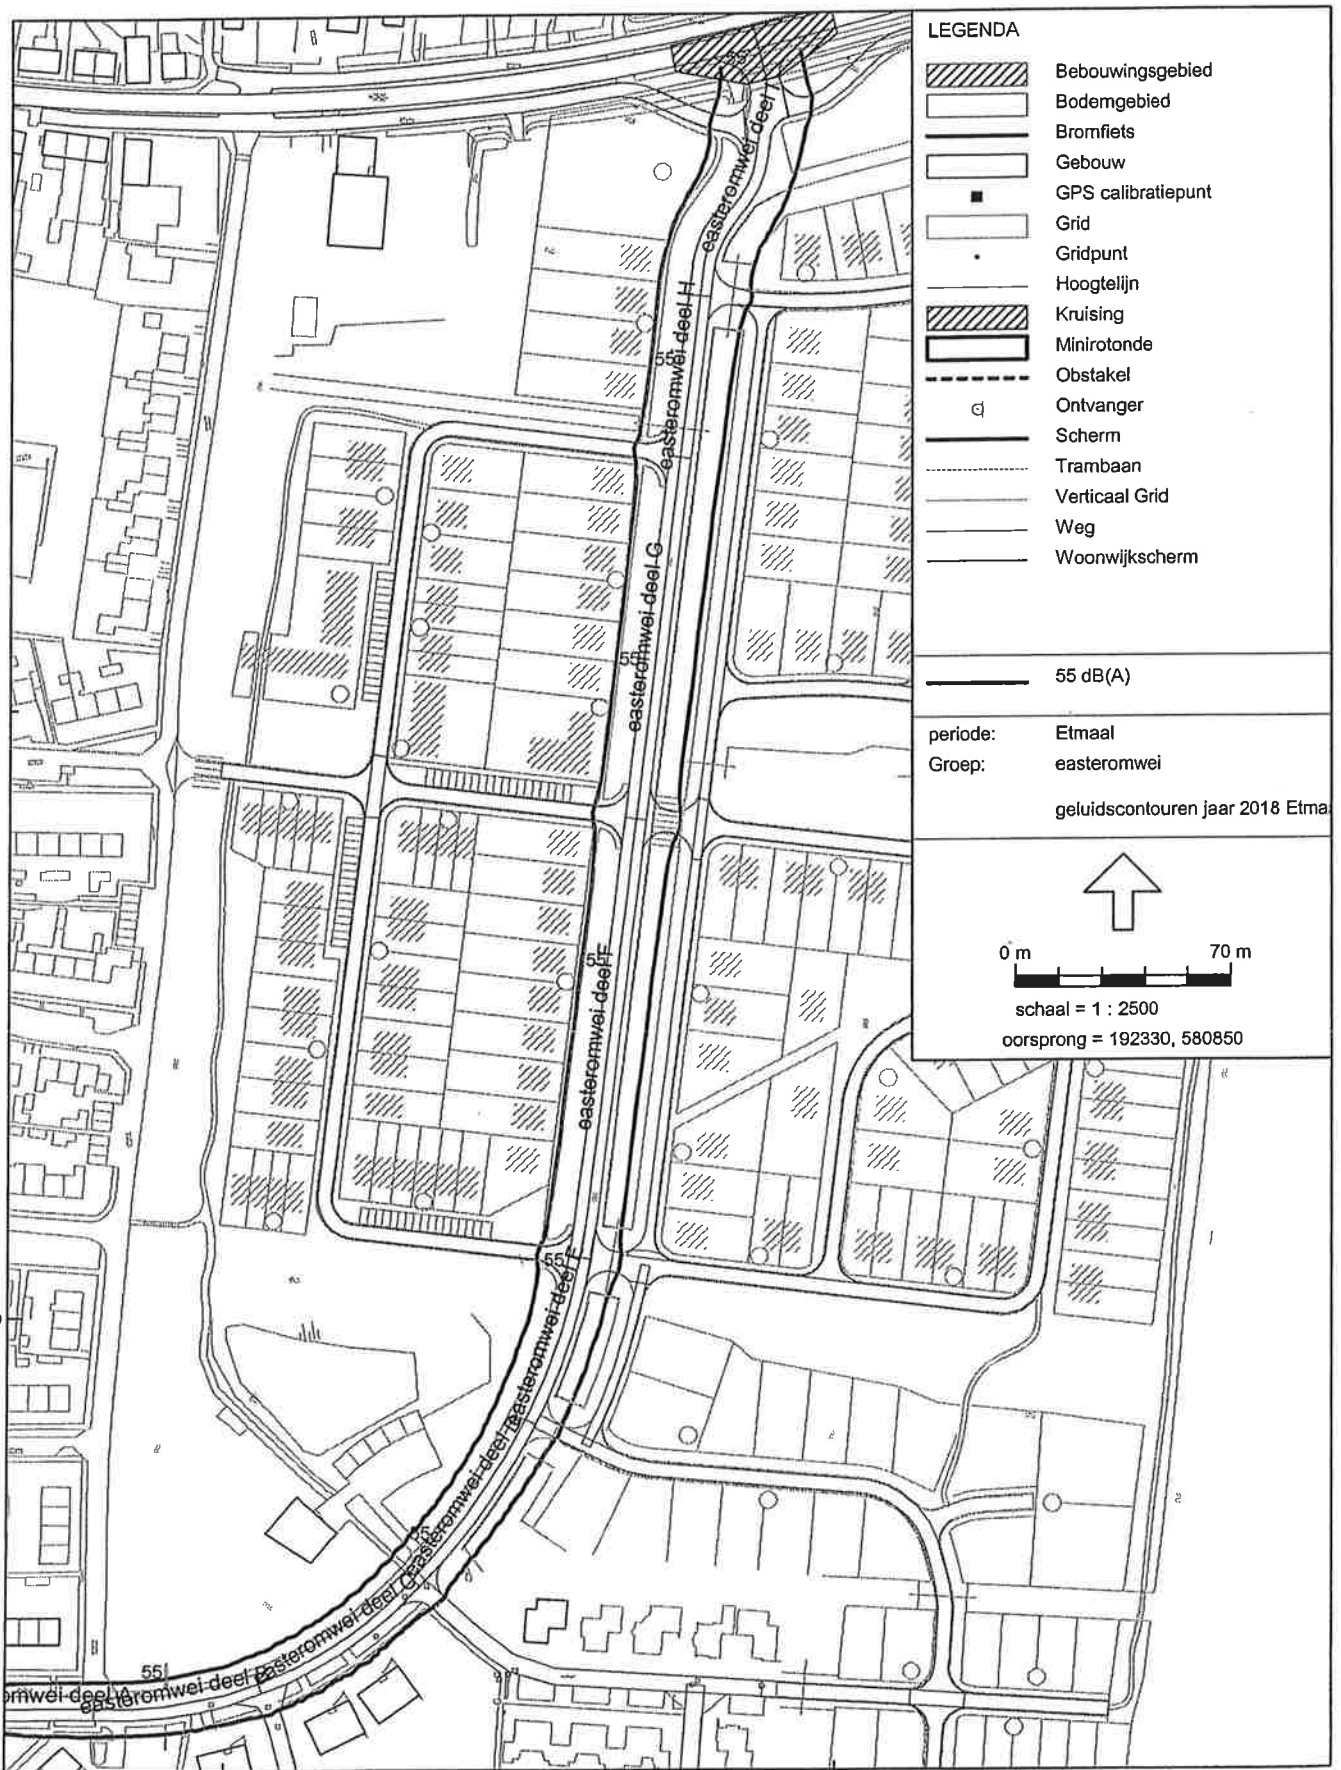 LEGENDA
Bebouwingsgebied
Bodemgebied
Bromfiets
Gebouw
GPS calibratiepunt
Grid
Gridpunt
Hoogtelijn
Kruising
Minirotonde
Obstakel
Ontvanger
Scherm
Trambaan
Verticaal Grid
Weg
Woonwijkscherm
55 dB(A)
periode: Etmaal
Groep: easteromwei
geluidscontouren jaar 2018 Etma
0 m 70 m
schaal = 1 : 2500
oorsprong = 192330, 580850
55
easteromwei deel I
easteromwei deel H
55
easteromwei deel G
55
easteromwei deel F
55
55
easteromwei deel
easteromwei deel
55
easteromwei deel C
easteromwei deel
55
omwei deel A